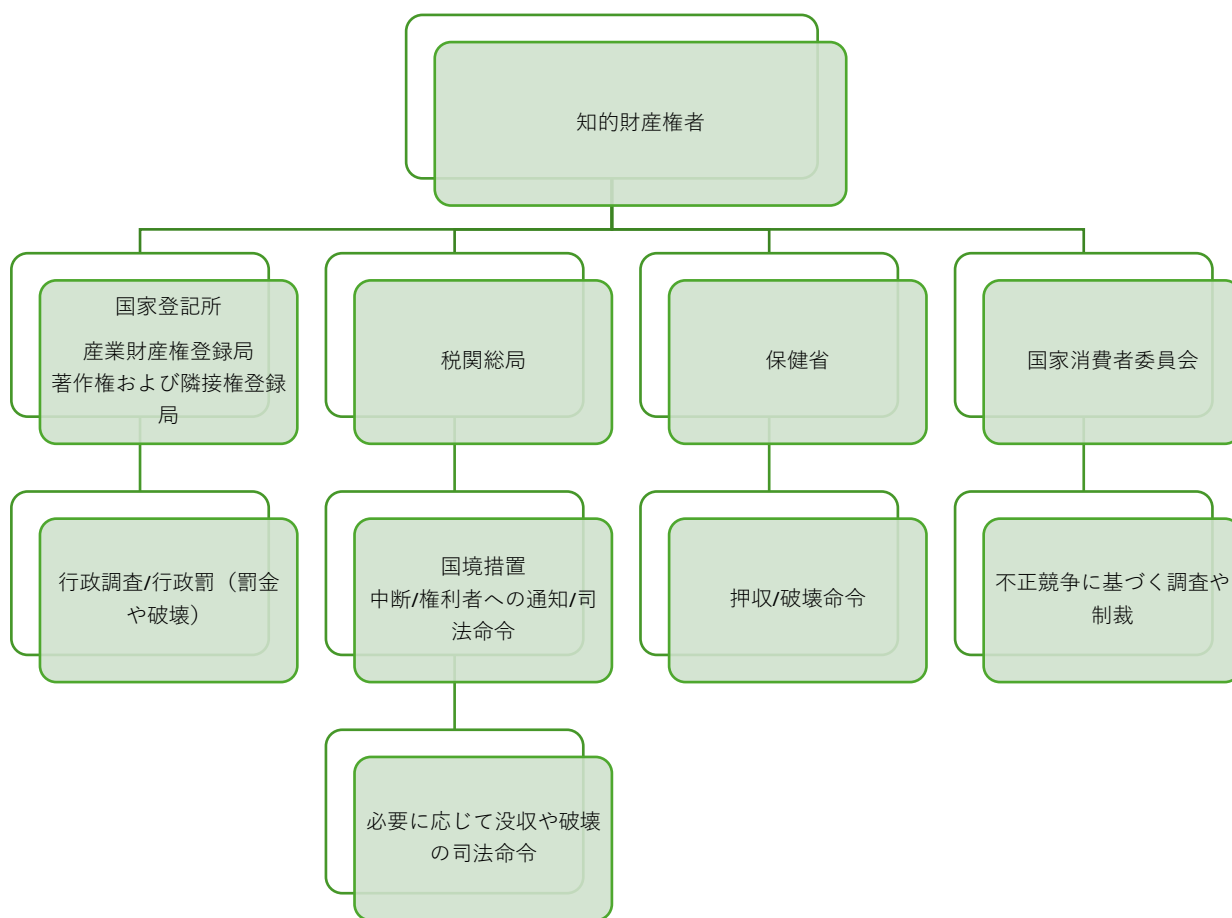 知的財産権者
国家登記所
産業財産権登録局
著作権および隣接権登録
局
税関総局
保健省
国家消費者委員会
行政調査/行政罰（罰金
や破壊）
国境措置
中断/権利者への通知/司
法命令
押収/破壊命令
不正競争に基づく調査や
制裁
必要に応じて没収や破壊
の司法命令